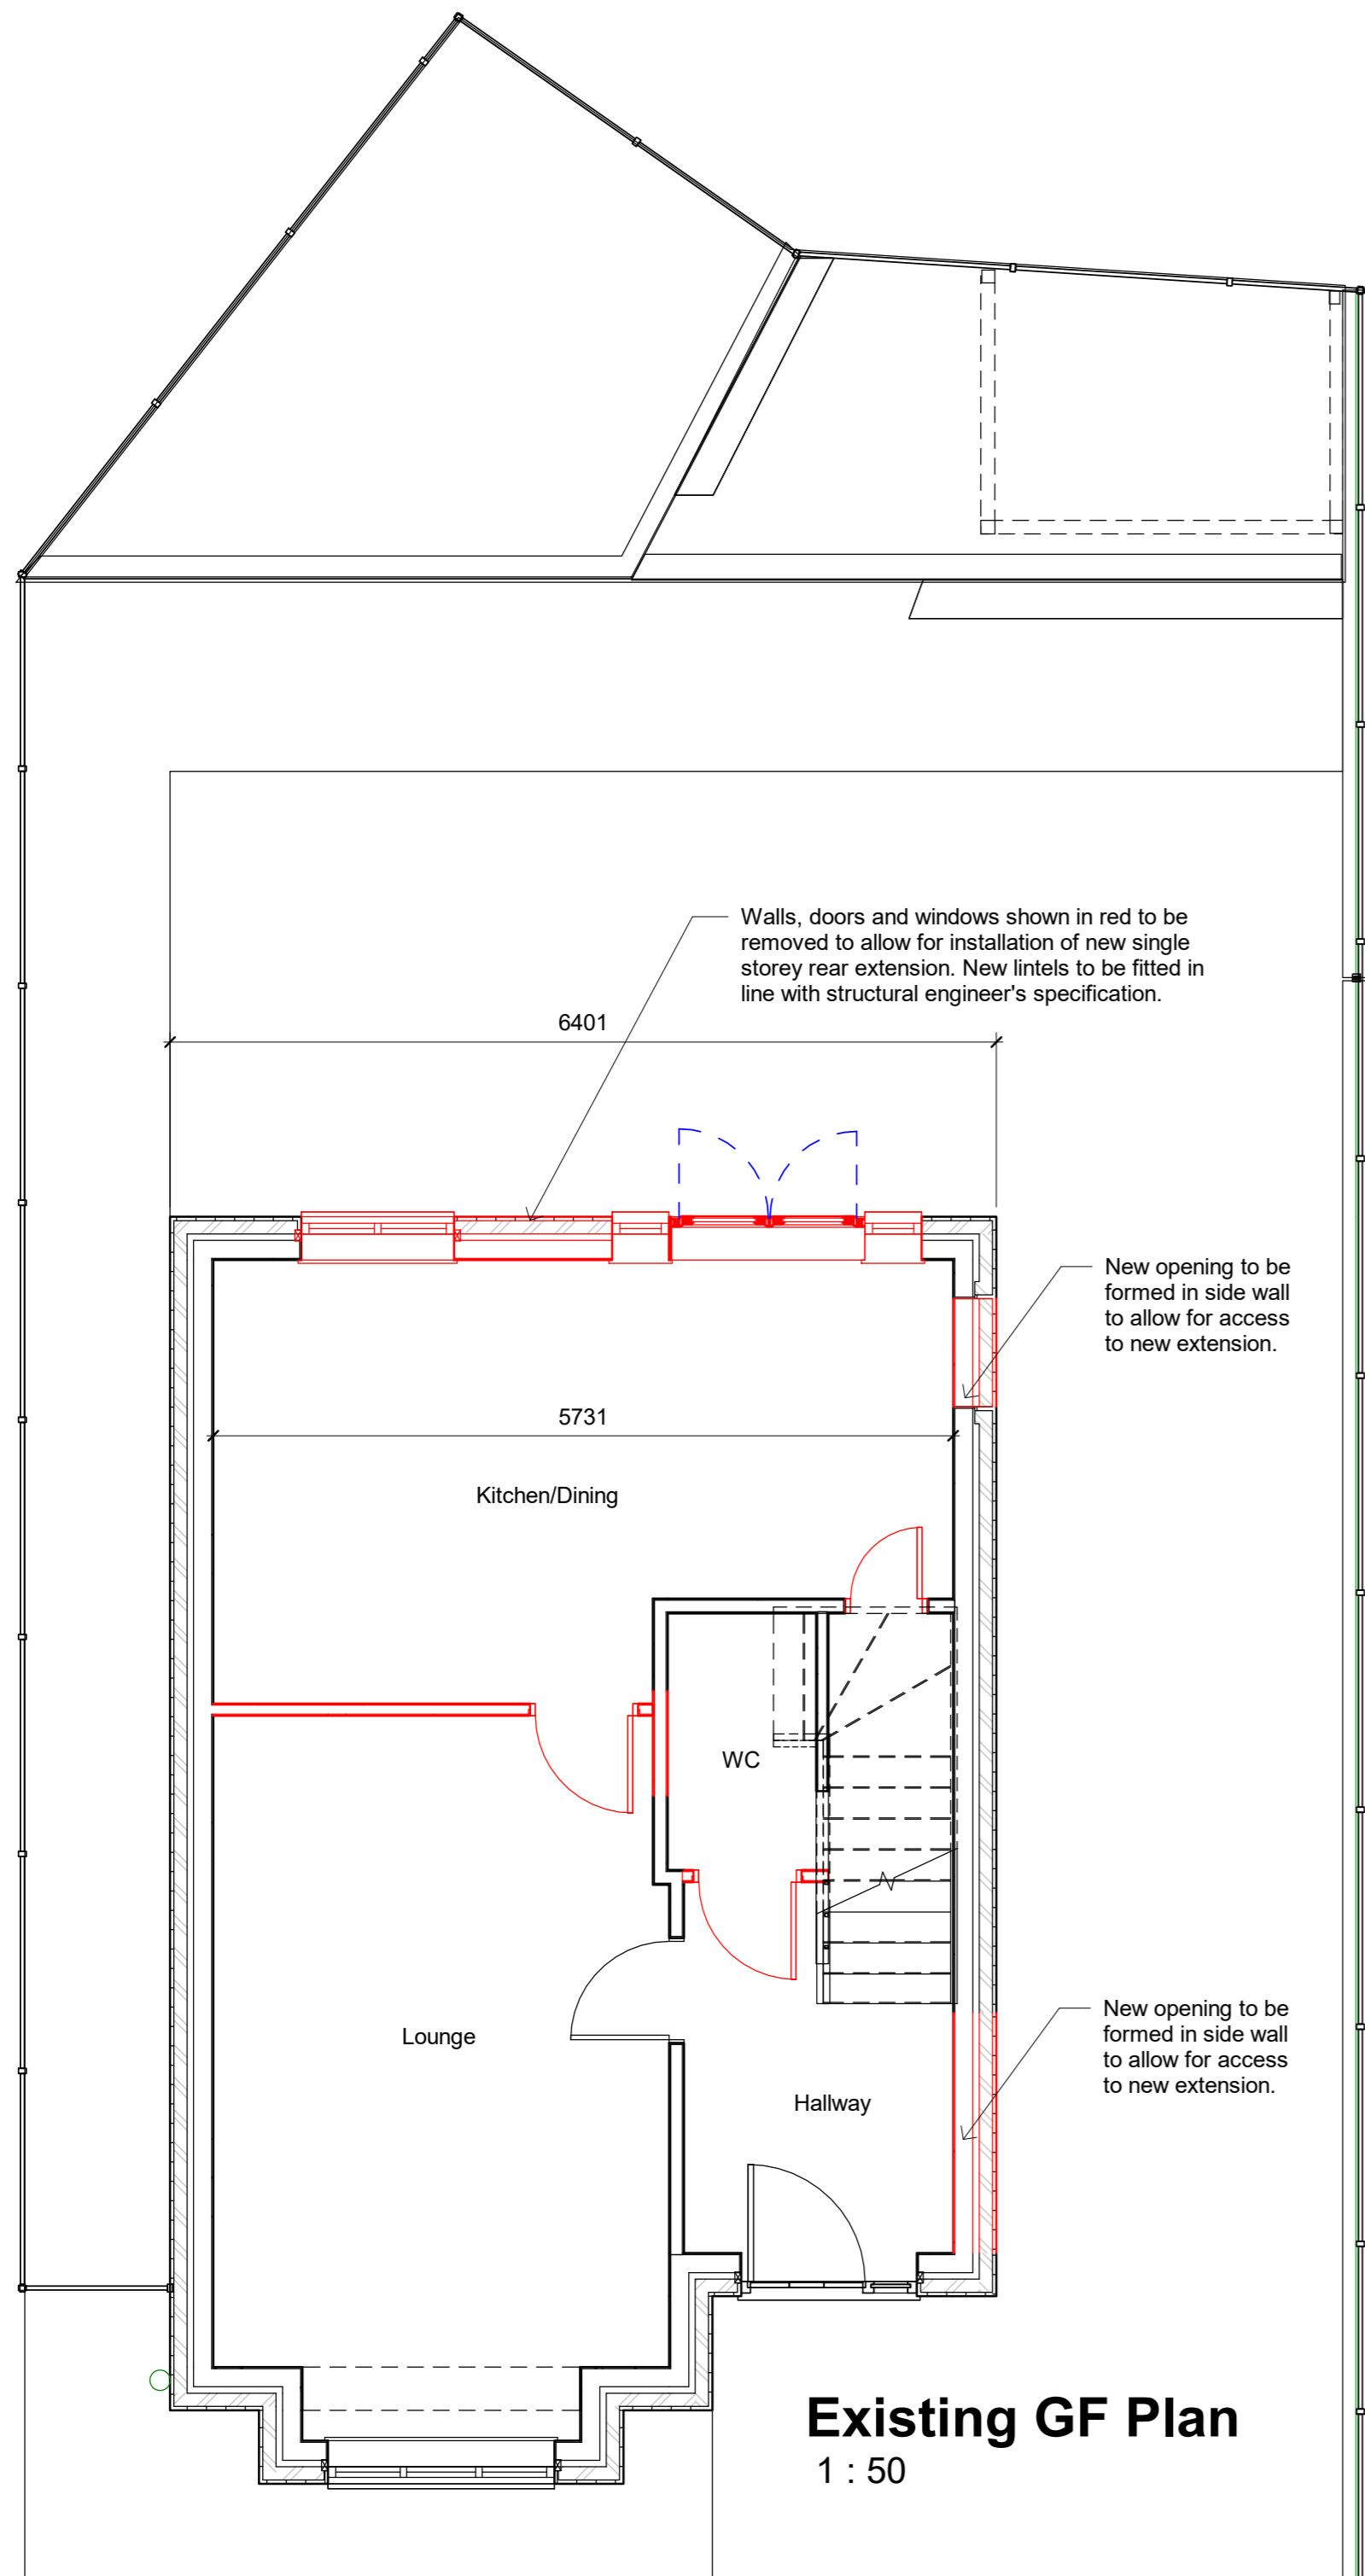 Walls, doors and windows shown in red to be
removed to allow for installation of new single
storey rear extension. New lintels to be fitted in
line with structural engineer's specification.
6401
New opening to be
formed in side wall
to allow for access
to new extension.
5731
Kitchen/Dining
WC
New opening to be
formed in side wall
to allow for access
to new extension.
Lounge
Hallway
Existing GF Plan
1 : 50